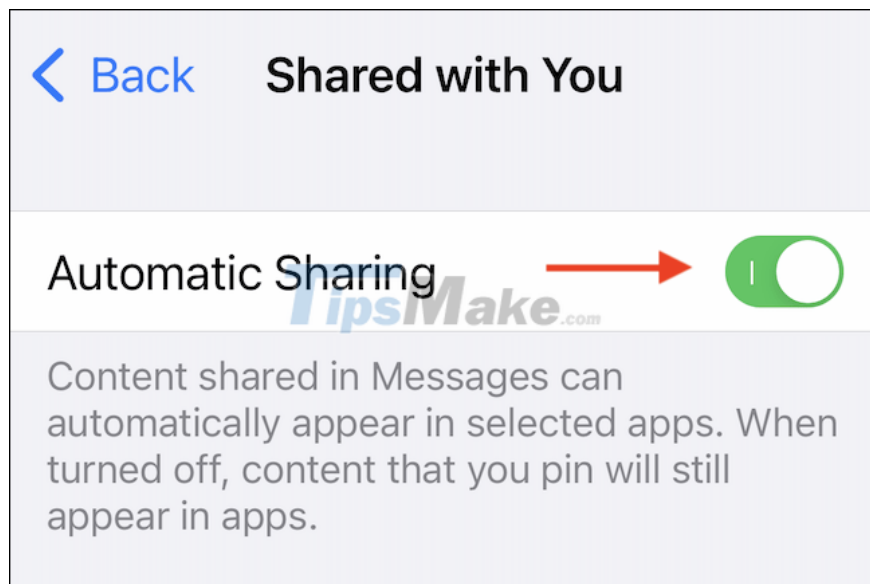 Back Shared with You
Automatic Sharing
TipsMake.com
Content shared in Messages can
automatically appear in selected apps. When
turned off, content that you pin will still
appear in apps.